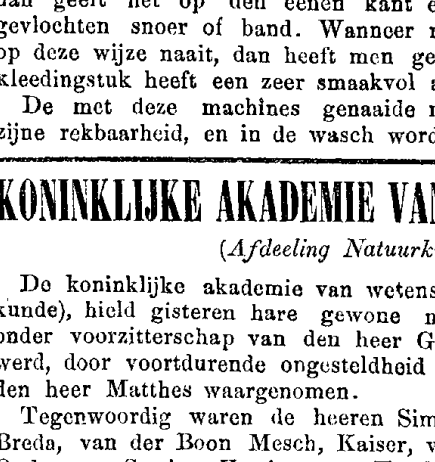 dan geeft het op den eenen kant e
gevlochten snoer of band. Wanneer
op deze wijze naait, dan heeft men ge
kleedingstuk heeft een zeer smaakvol
De met deze machines genaaide
zijne rekbaarheid, en in de wasch word
KONINKLIJKE AKADEMIE VA
(Afdeeling Natuurk
De koninklijke akademie van wetens
kunde), hield gisteren hare gewone
onder voorzitterschap van den heer G
werd, door voortdurende ongesteldheid
den heer Matthes waargenomen.
Tegenwoordig waren de heeren Sim
Breda, van der Boon Mesch, Kaiser, v